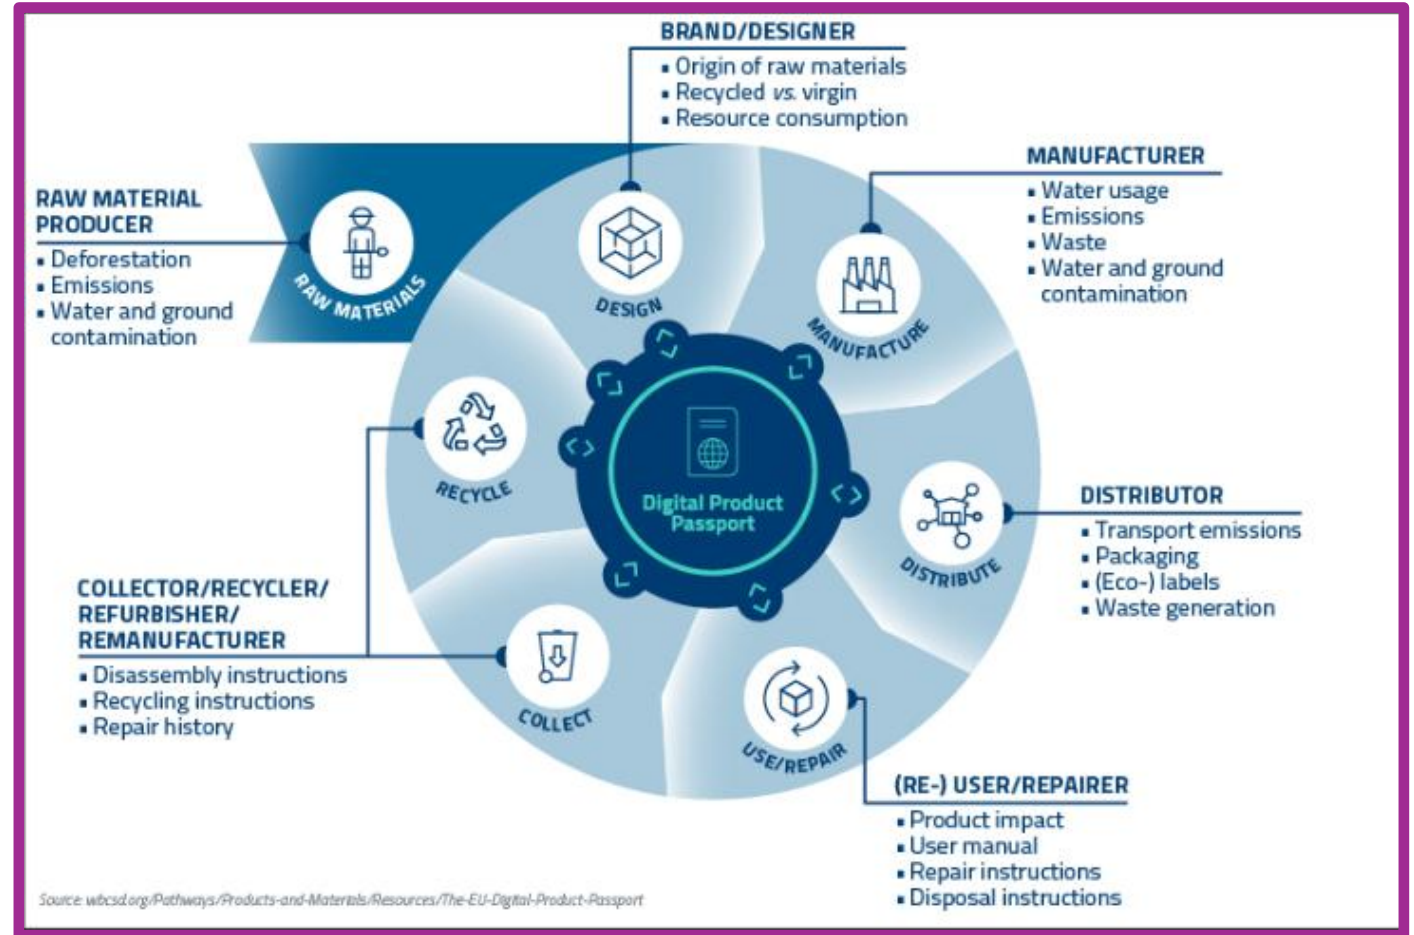 BRAND/DESIGNER
▪ Origin of raw materials
▪ Recycled vs. virgin
▪ Resource consumption
MANUFACTURER
▪ Water usage
▪ Emissions
▪ Waste
▪ Water and ground
contamination
RAW MATERIAL
PRODUCER
▪ Deforestation
▪ Emissions
▪ Water and ground
contamination
RAW MATERIALS
DESIGN
MANUFACTURE
RECYCLE
Digital Product
Passport
DISTRIBUTE
DISTRIBUTOR
▪ Transport emissions
▪ Packaging
▪ (Eco-) labels
▪ Waste generation
COLLECTOR/RECYCLER/
REFURBISHER/
REMANUFACTURER
▪ Disassembly instructions
▪ Recycling instructions
▪ Repair history
COLLECT
USE/REPAIR
(RE-) USER/REPAIRER
▪ Product impact
▪ User manual
▪ Repair instructions
▪ Disposal instructions
Source: wbcsd.org/Pathways/Products-and-Materials/Resources/The-EU-Digital-Product-Passport